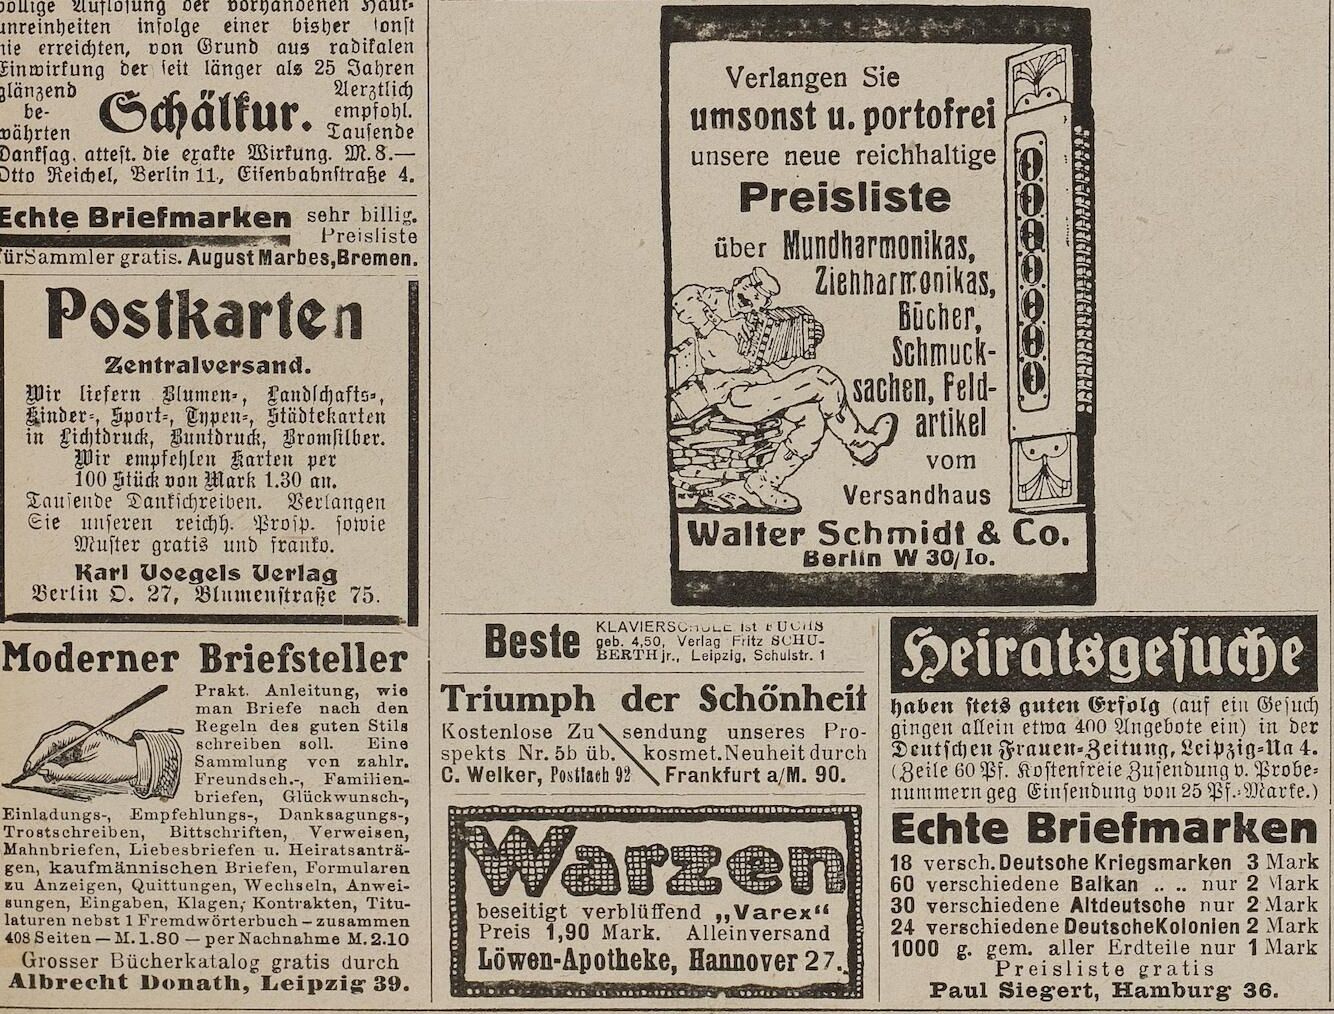 völlige Auflösung der vorhandenen Haut-
unreinheiten infolge einer bisher sonst
nie erreichten, von Grund aus radikalen
Einwirkung der seit länger als 25 Jahren
glänzend be-währten Schälkur. Aerztlich empfohl. Tausende
Danksag. attest. die exakte Wirkung. M. 8.—
Otto Reichel, Berlin 11, Eisenbahnstraße 4.
Echte Briefmarken sehr billig.
Preisliste
für Sammler gratis. August Marbes, Bremen.
Postkarten
Zentralversand.
Wir liefern Blumen-, Landschafts-,
Kinder-, Sport-, Typen-, Städtekarten
in Lichtdruck, Buntdruck, Bromsilber.
Wir empfehlen Karten per
100 Stück von Mark 1.30 an.
Tausende Dankschreiben. Verlangen
Sie unseren reichh. Prosp. sowie
Muster gratis und franko.
Karl Voegels Verlag
Berlin O. 27, Blumenstraße 75.
Moderner Briefsteller
Prakt. Anleitung, wie
man Briefe nach den
Regeln des guten Stils
schreiben soll. Eine
Sammlung von zahlr.
Freundsch.-, Familien-
briefen, Glückwunsch-,
Einladungs-, Empfehlungs-, Danksagungs-,
Trostschreiben, Bittschriften, Verweisen,
Mahnbriefen, Liebesbriefen u. Heiratsanträ-
gen, kaufmännischen Briefen, Formularen
zu Anzeigen, Quittungen, Wechseln, Anwei-
sungen, Eingaben, Klagen, Kontrakten, Titu-
laturen nebst 1 Fremdwörterbuch – zusammen
408 Seiten — M. 1.80 — per Nachnahme M. 2.10
Grosser Bücherkatalog gratis durch
Albrecht Donath, Leipzig 39.
Verlangen Sie
umsonst u. portofrei
unsere neue reichhaltige
Preisliste
über Mundharmonikas,
Ziehharmonikas,
Bücher,
Schmuck-
sachen, Feld-
artikel
vom
Versandhaus
Walter Schmidt & Co.
Berlin W 30/Io.
Beste KLAVIERSCHULE ist FUCHS
geb. 4,50, Verlag Fritz SCHU-
BERTH jr., Leipzig, Schulstr. 1
Triumph der Schönheit
Kostenlose Zusendung unseres Pro-
spekts Nr. 5b üb. kosmet. Neuheit durch
C. Welker, Postfach 92 Frankfurt a/M. 90.
Warzen
beseitigt verblüffend „Varex“
Preis 1,90 Mark. Alleinversand
Löwen-Apotheke, Hannover 27.
Heiratsgesuche
haben stets guten Erfolg (auf ein Gesuch
gingen allein etwa 400 Angebote ein) in der
Deutschen Frauen-Zeitung, Leipzig-Ua 4.
(Zeile 60 Pf. Kostenfreie Zusendung v. Probe-
nummern geg Einsendung von 25 Pf.-Marke.)
Echte Briefmarken
18 versch. Deutsche Kriegsmarken 3 Mark
60 verschiedene Balkan .. .. nur 2 Mark
30 verschiedene Altdeutsche nur 2 Mark
24 verschiedene Deutsche Kolonien 2 Mark
1000 g. gem. aller Erdteile nur 1 Mark
Preisliste gratis
Paul Siegert, Hamburg 36.